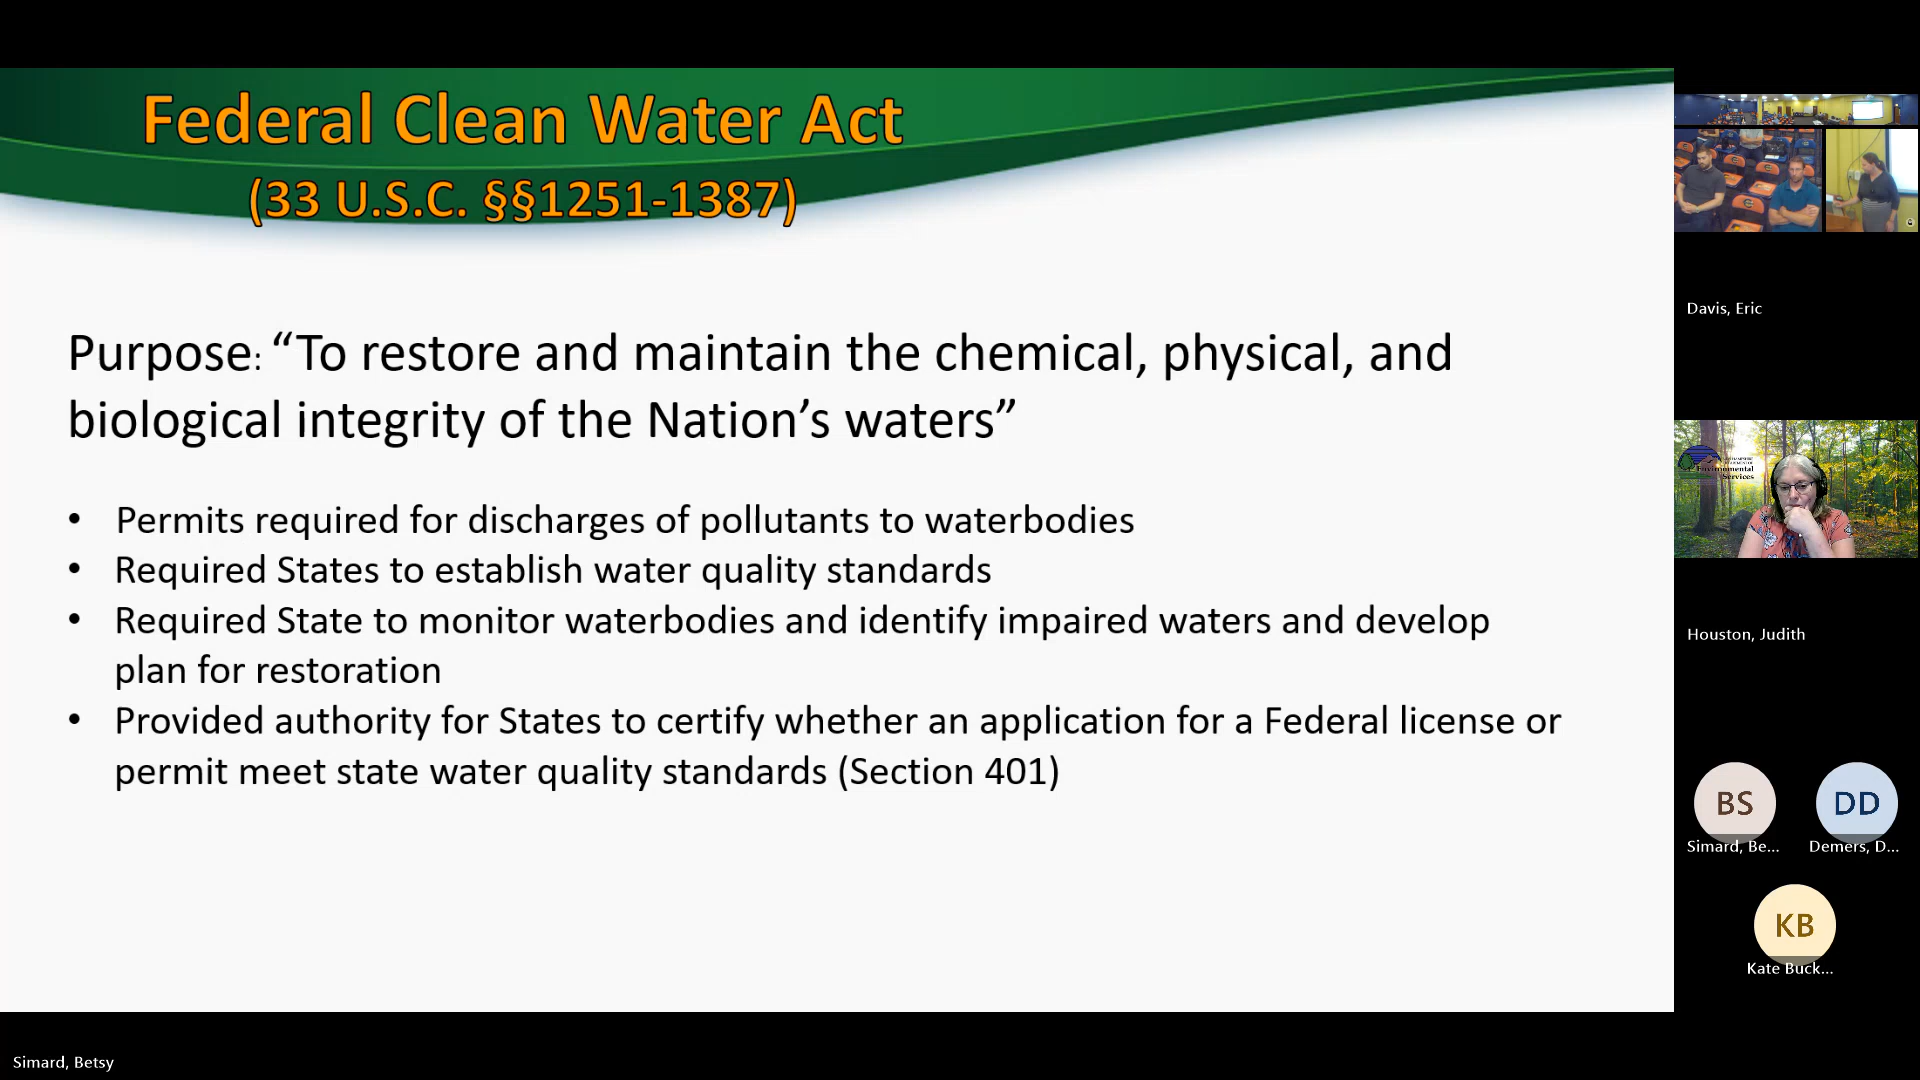 Federal Clean Water Act
(33 U.S.C. §§1251-1387)
Purpose: “To restore and maintain the chemical, physical, and
biological integrity of the Nation’s waters”
• Permits required for discharges of pollutants to waterbodies
• Required States to establish water quality standards
• Required State to monitor waterbodies and identify impaired waters and develop
plan for restoration
• Provided authority for States to certify whether an application for a Federal license or
permit meet state water quality standards (Section 401)
Davis, Eric
Environmental
Services
Houston, Judith
BS
DD
Simard, Be...
Demers, D...
KB
Kate Buck...
Simard, Betsy